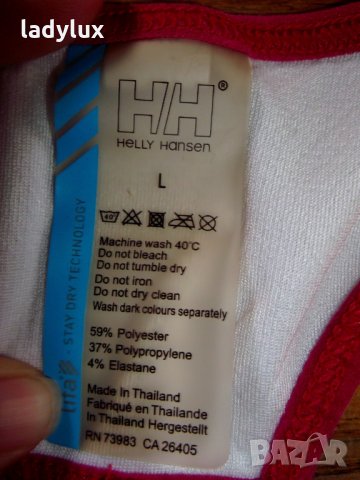 ladylux
H/H®
HELLY HANSEN
L
40°
Machine wash 40°C
Do not bleach
Do not tumble dry
Do not iron
Do not dry clean
Wash dark colours separately
59% Polyester
37% Polypropylene
4% Elastane
Made In Thailand
Fabriqué en Thailande
In Thailand Hergestellt
RN 73983 CA 26405
lifa® - STAY DRY TECHNOLOGY
BAZAR